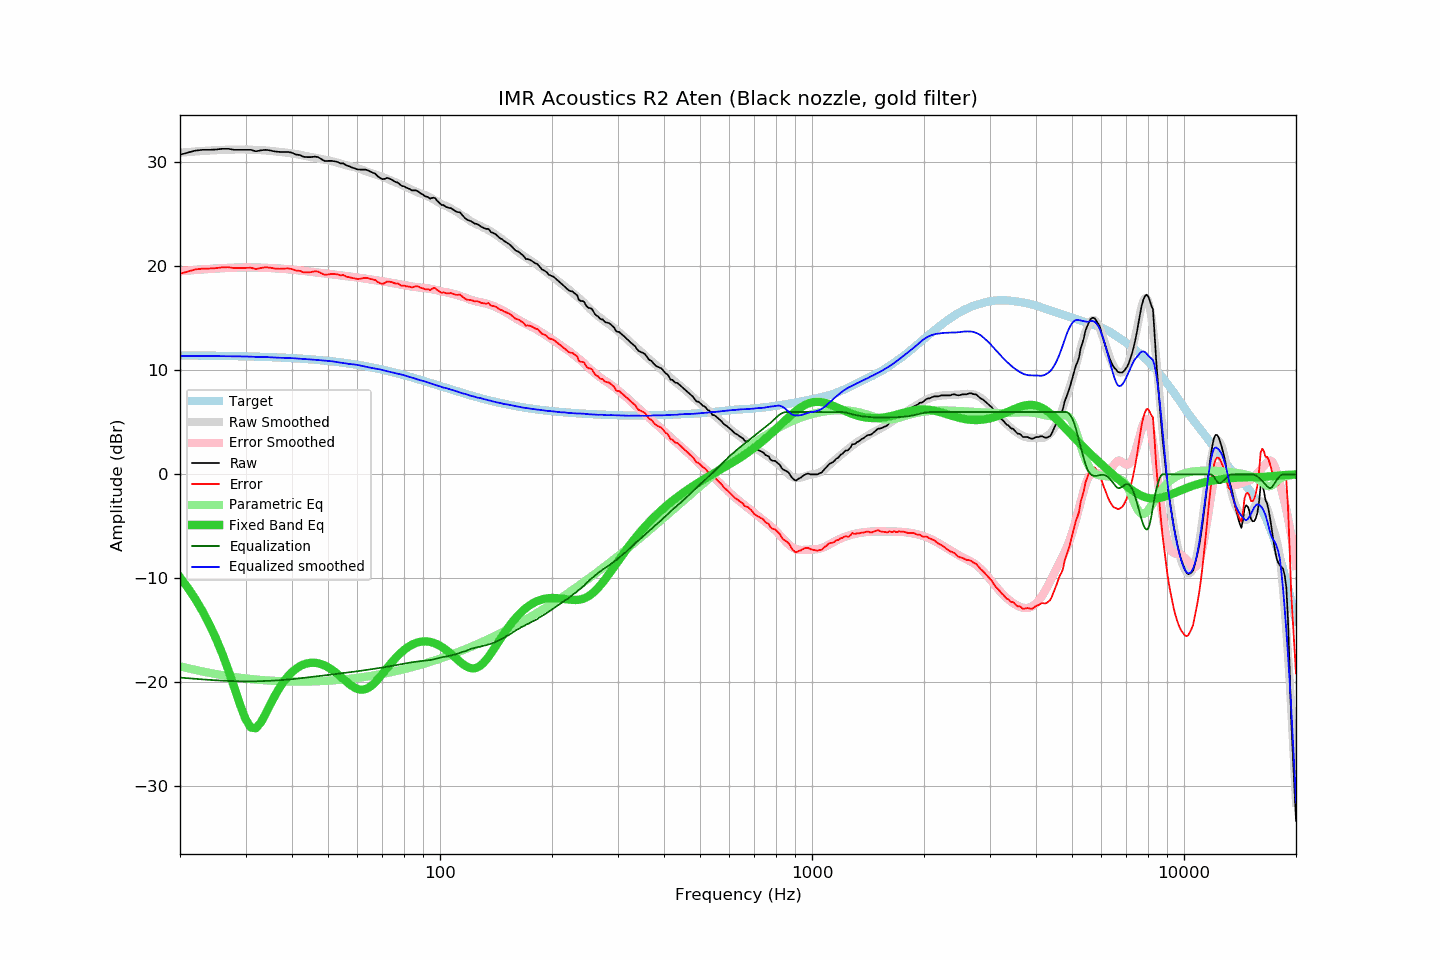 IMR Acoustics R2 Aten (Black nozzle, gold filter)
30
20
10
0
−10
−20
−30
Amplitude (dBr)
Target
Raw Smoothed
Error Smoothed
Raw
Error
Parametric Eq
Fixed Band Eq
Equalization
Equalized smoothed
100
1000
10000
Frequency (Hz)